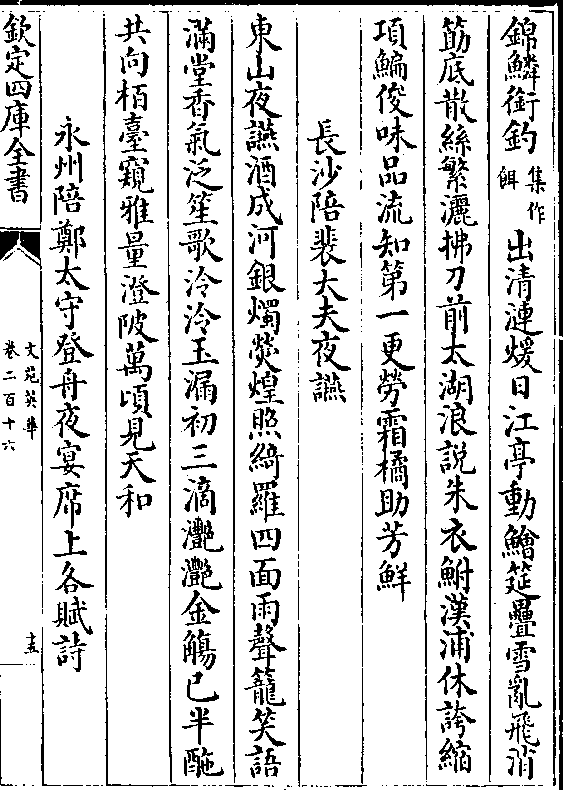 錦鱗銜釣集作餌出清漣煖日江亭動鱠筵疊雪亂飛消
筯底散絲繁灑拂刀前太湖浪說朱衣鮒漢浦休誇縮
項鯿俊味品流知第一更勞霜橘助芳鮮
長沙陪裴大夫夜讌
東山夜讌酒成河銀燭熒煌照綺羅四面雨聲籠笑語
滿堂香氣泛笙歌泠泠玉漏初三滴灧灧金觴已半酡
共向栢臺窺雅量澄陂萬頃見天和
永州陪鄭太守登舟夜宴席上各賦詩
欽定四庫全書
文苑英華
卷二百十六
十五